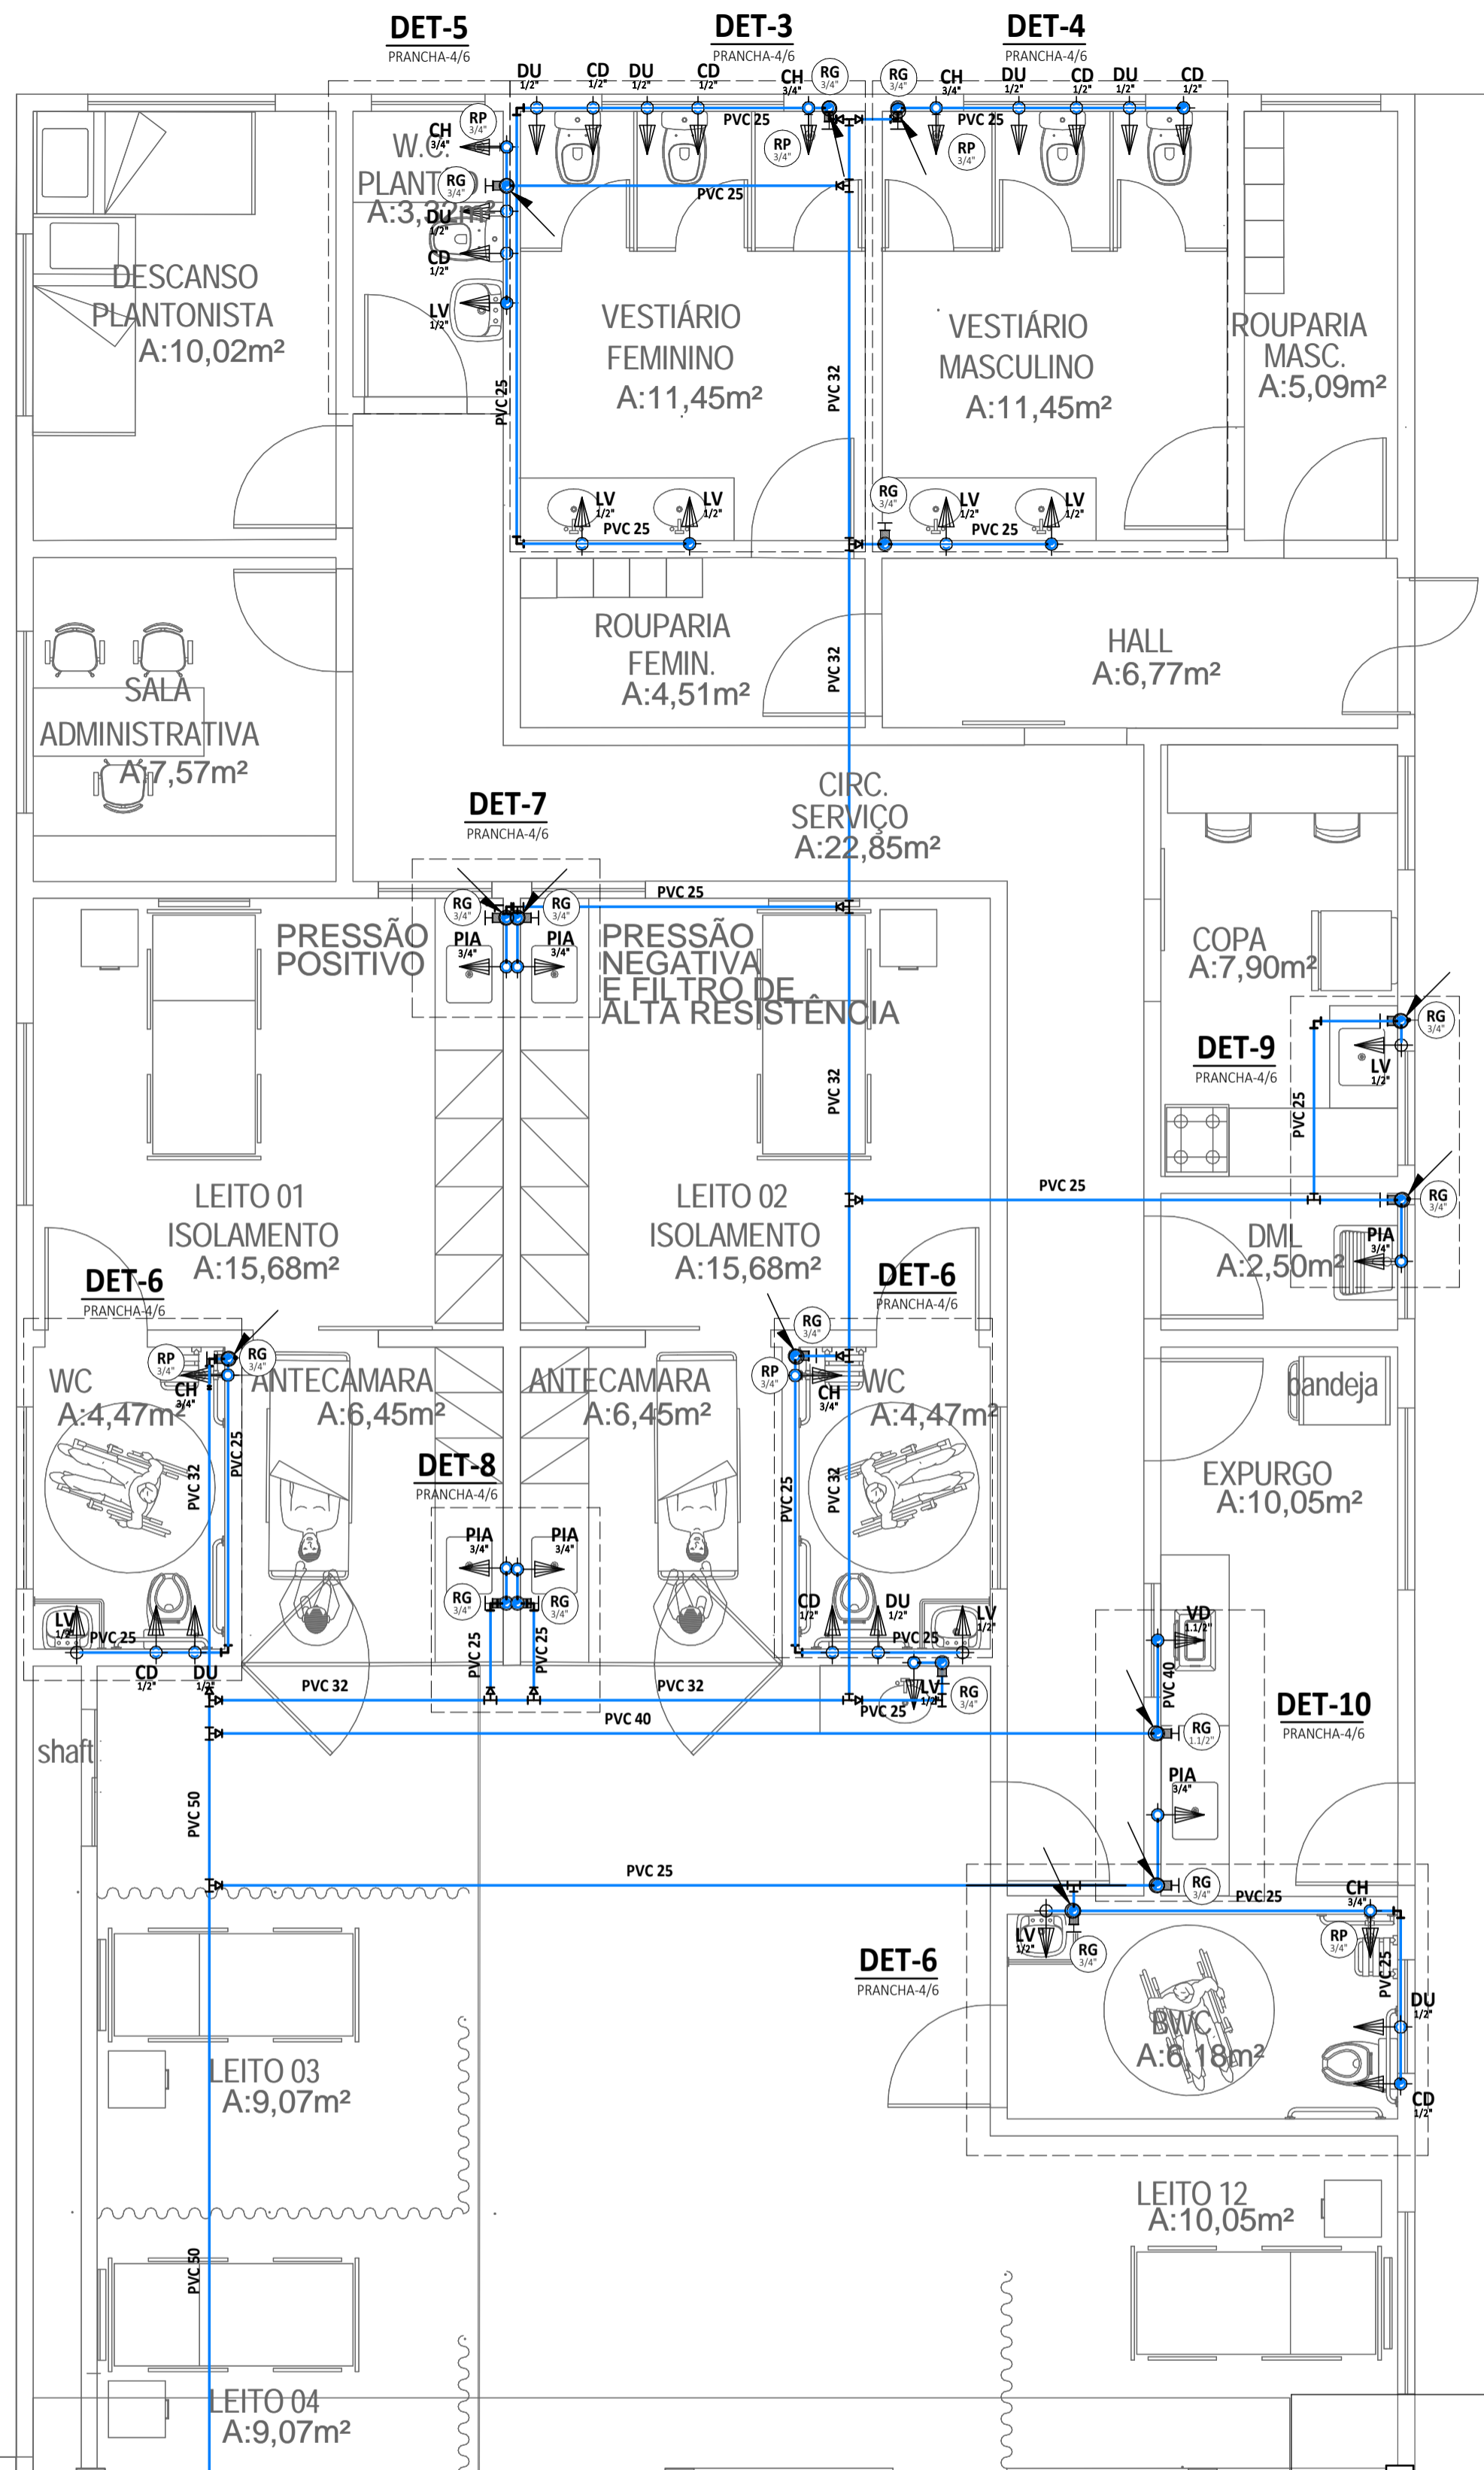 DET-5
PRANCHA-4/6
DET-3
PRANCHA-4/6
DET-4
PRANCHA-4/6
DU
1/2"
CD
1/2"
DU
1/2"
CD
1/2"
CH
3/4"
RG
3/4"
RG
3/4"
CH
3/4"
DU
1/2"
CD
1/2"
DU
1/2"
CD
1/2"
PVC 25
PVC 25
RP
3/4"
CH
3/4"
W.C.
RP
3/4"
RP
3/4"
RG
3/4"
PVC 25
A:3,32m²
DU
1/2"
CD
1/2"
LV
1/2"
DESCANSO
PLANTONISTA
A:10,02m²
VESTIÁRIO
FEMININO
A:11,45m²
VESTIÁRIO
MASCULINO
A:11,45m²
ROUPARIA
MASC.
A:5,09m²
PVC 25
PVC 32
LV
1/2"
LV
1/2"
PVC 25
RG
3/4"
LV
1/2"
LV
1/2"
PVC 25
ROUPARIA
FEMIN.
A:4,51m²
PVC 32
HALL
A:6,77m²
SALA
ADMINISTRATIVA
A:7,57m²
CIRC.
SERVIÇO
A:22,85m²
DET-7
PRANCHA-4/6
PVC 25
RG
3/4"
RG
3/4"
PIA
3/4"
PIA
3/4"
PRESSÃO
POSITIVO
PRESSÃO
NEGATIVA
E FILTRO DE
ALTA RESISTÊNCIA
COPA
A:7,90m²
RG
3/4"
DET-9
PRANCHA-4/6
LV
1/2"
PVC 25
PVC 32
PVC 25
RG
3/4"
LEITO 01
ISOLAMENTO
A:15,68m²
LEITO 02
ISOLAMENTO
A:15,68m²
DML
A:2,50m²
PIA
3/4"
DET-6
PRANCHA-4/6
DET-6
PRANCHA-4/6
RG
3/4"
RP
3/4"
RG
3/4"
CH
3/4"
RP
3/4"
CH
3/4"
WC
A:4,47m²
ANTECAMARA
A:6,45m²
ANTECAMARA
A:6,45m²
WC
A:4,47m²
bandeja
PVC 32
PVC 25
DET-8
PRANCHA-4/6
PVC 25
PVC 32
EXPURGO
A:10,05m²
PIA
3/4"
PIA
3/4"
RG
3/4"
RG
3/4"
LV
1/2"
PVC 25
CD
1/2"
DU
1/2"
CD
1/2"
DU
1/2"
LV
1/2"
PVC 25
VD
1.1/2"
PVC 40
PVC 25
PVC 25
PVC 32
PVC 32
LV
1/2"
RG
3/4"
PVC 25
PVC 40
RG
1.1/2"
DET-10
PRANCHA-4/6
shaft
PIA
3/4"
PVC 50
PVC 25
RG
3/4"
PVC 25
CH
3/4"
LV
1/2"
RG
3/4"
RP
3/4"
PVC 25
DET-6
PRANCHA-4/6
DU
1/2"
BWC
A:6,18m²
CD
1/2"
LEITO 03
A:9,07m²
LEITO 12
A:10,05m²
PVC 50
LEITO 04
A:9,07m²